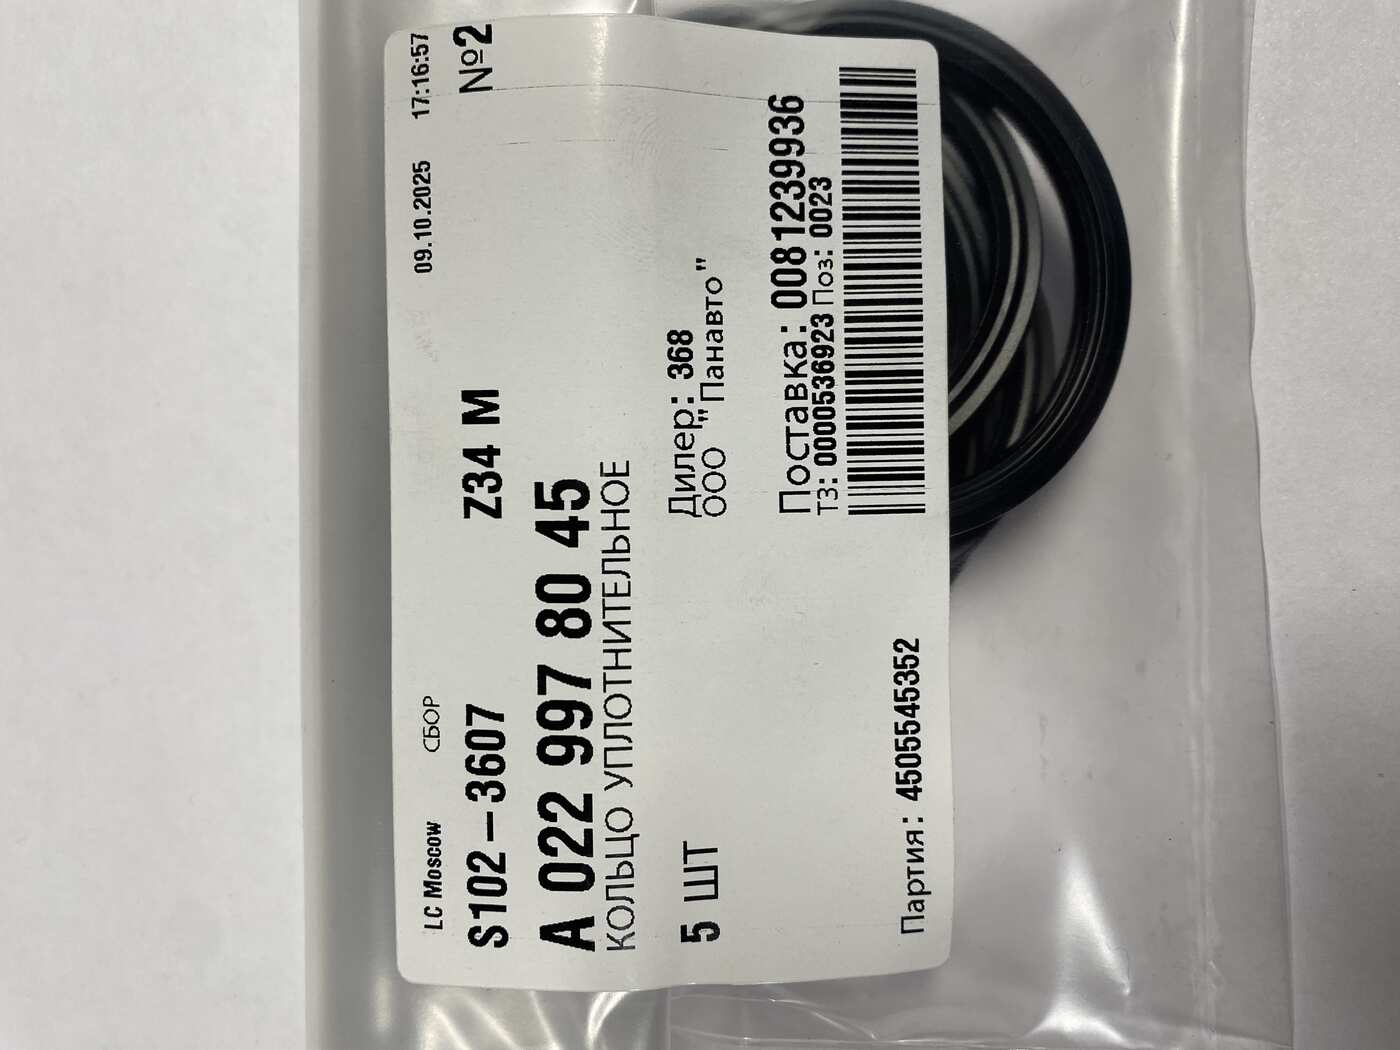 LC Moscow СБОР 09.10.2025 17:16:57
S102-3607 Z34 M №2
A 022 997 80 45
КОЛЬЦО УПЛОТНИТЕЛЬНОЕ
5 ШТ Дилер: 368
ООО "Панавто"
Поставка: 0081239936
ТЗ: 0000536923 Поз: 0023
Партия: 4505545352